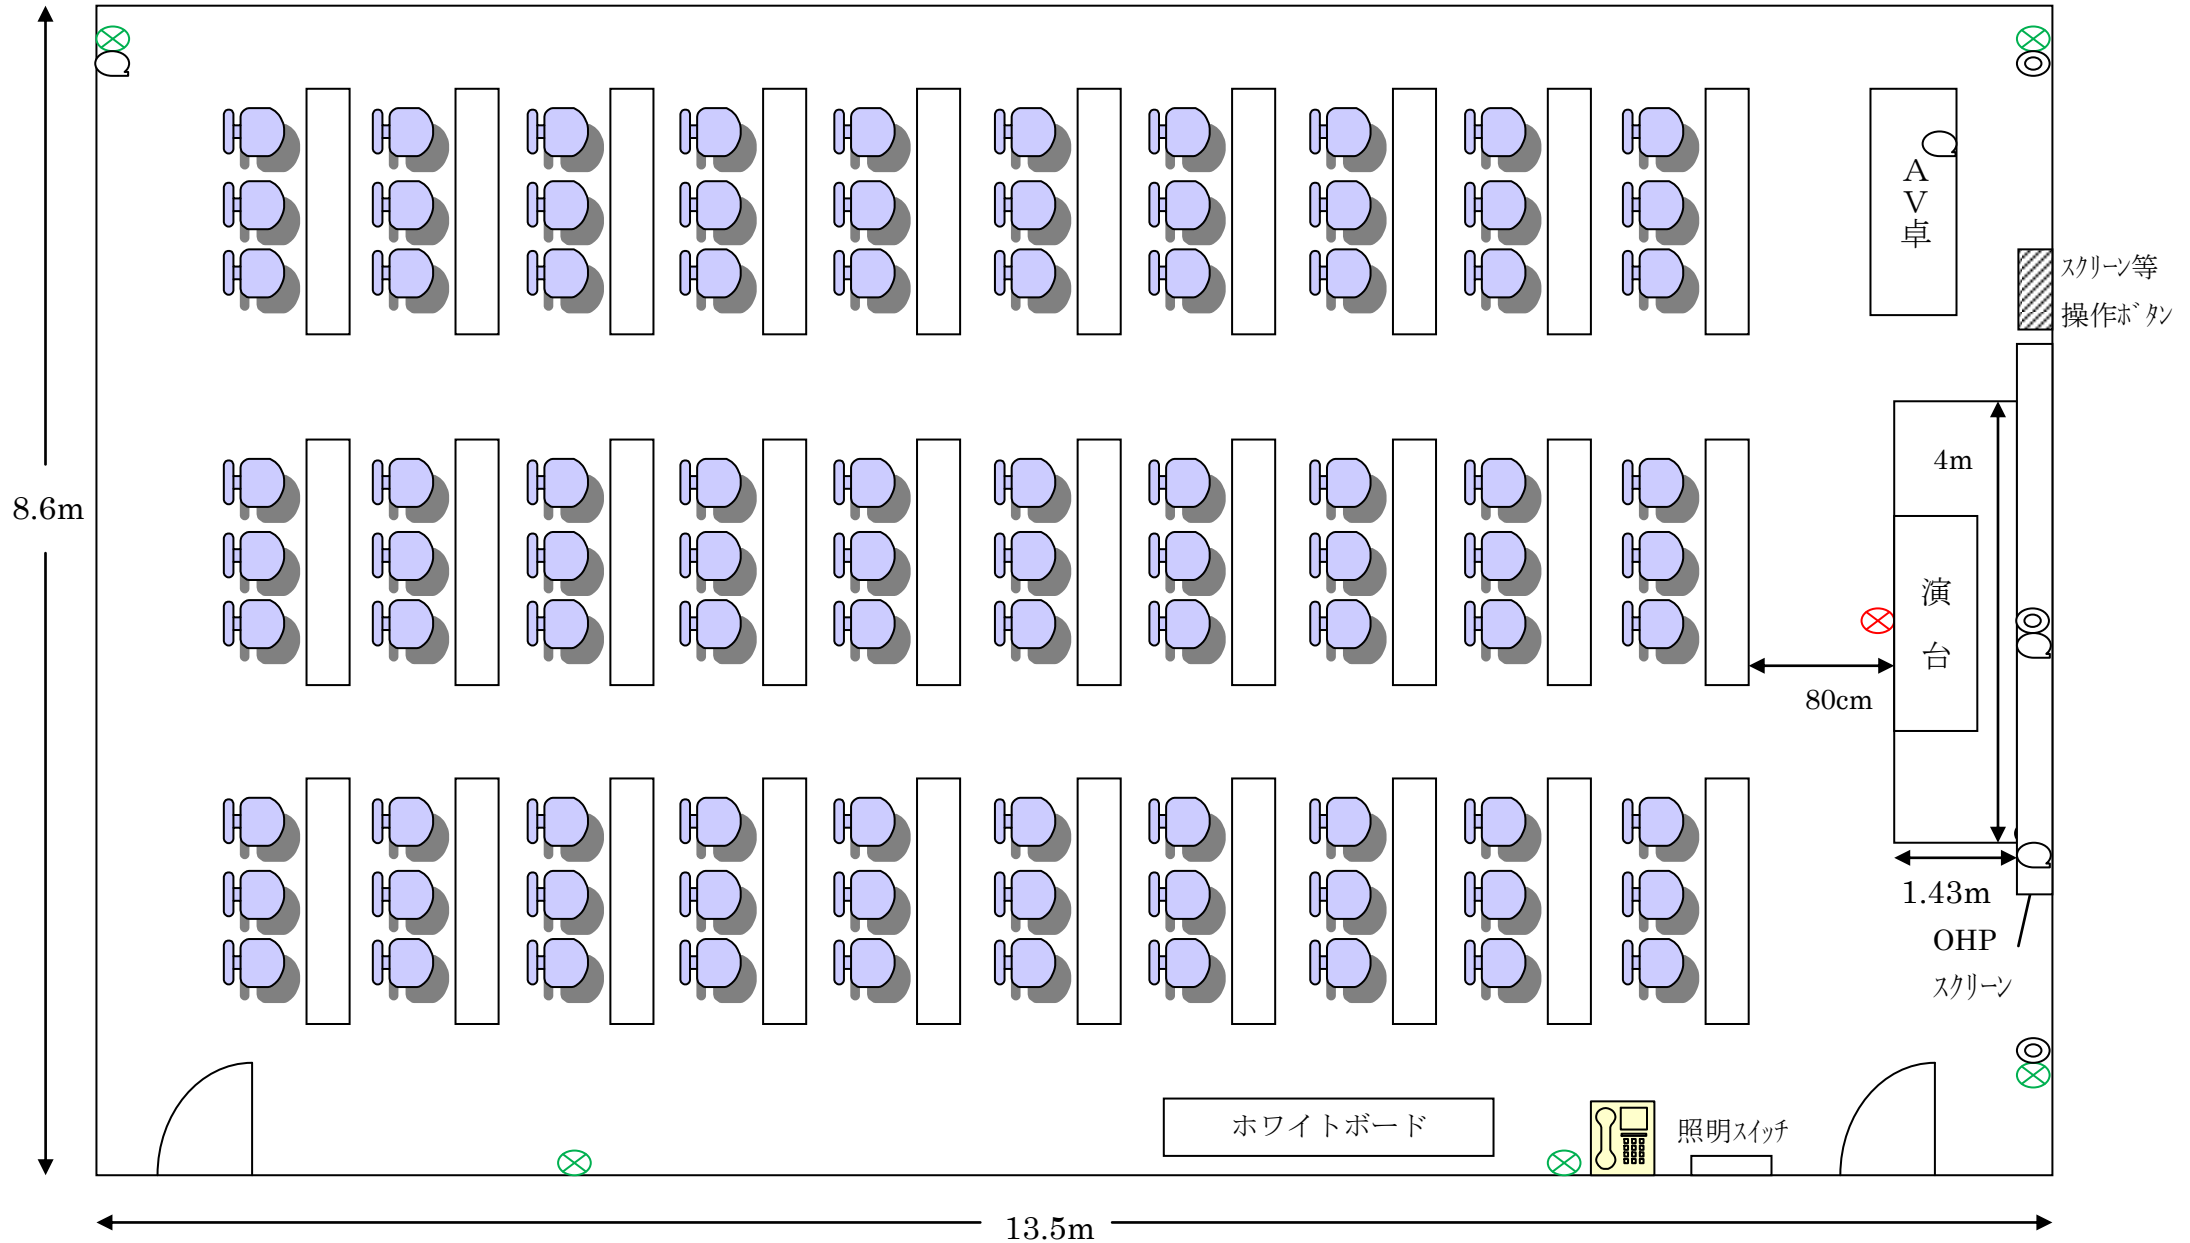 AV卓
スクリーン等
操作ボタン
4m
8.6m
演台
80cm
1.43m
OHP
スクリーン
ホワイトボード
照明スイッチ
13.5m